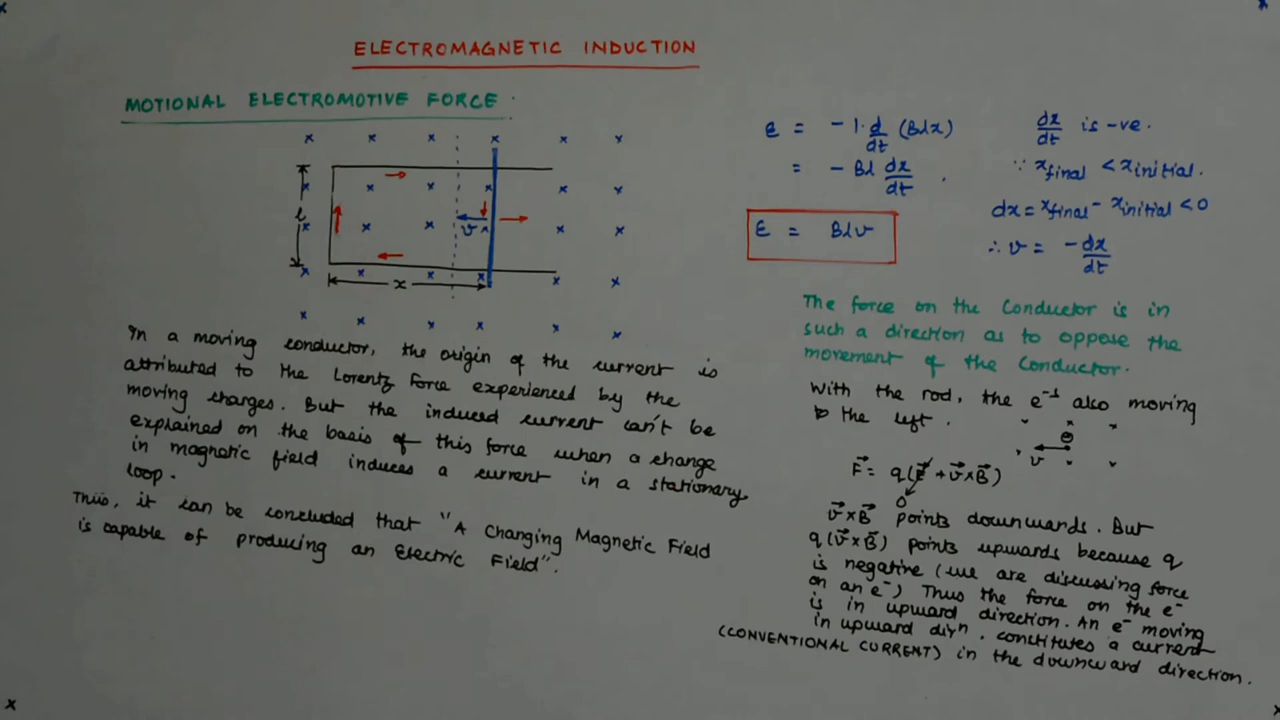 ELECTROMAGNETIC INDUCTION
MOTIONAL ELECTROMOTIVE FORCE.
l
v
x
In a moving conductor, the origin of the current is
attributed to the Lorentz Force experienced by the
moving charges. But the induced current can't be
explained on the basis of this force when a change
in magnetic field induces a current in a stationary
loop.
Thus, it can be concluded that "A Changing Magnetic Field
is capable of producing an Electric Field".
ε = -1·d/dt (Blx)
= -Bl dx/dt.
ε = Blv
dx/dt is -ve.
∵ xfinal < xinitial.
dx = xfinal - xinitial < 0
∴ v = -dx/dt
The force on the Conductor is in
such a direction as to oppose the
movement of the Conductor.
With the rod, the e⁻s also moving
to the left.
v
F⃗ = q(E⃗ + v⃗×B⃗)
0
v⃗×B⃗ points downwards. But
q(v⃗×B⃗) points upwards because q
is negative (we are discussing force
on an e⁻) Thus the force on the e⁻
is in upward direction. An e⁻ moving
in upward dirⁿ. constitutes a current
(CONVENTIONAL CURRENT) in the downward direction.